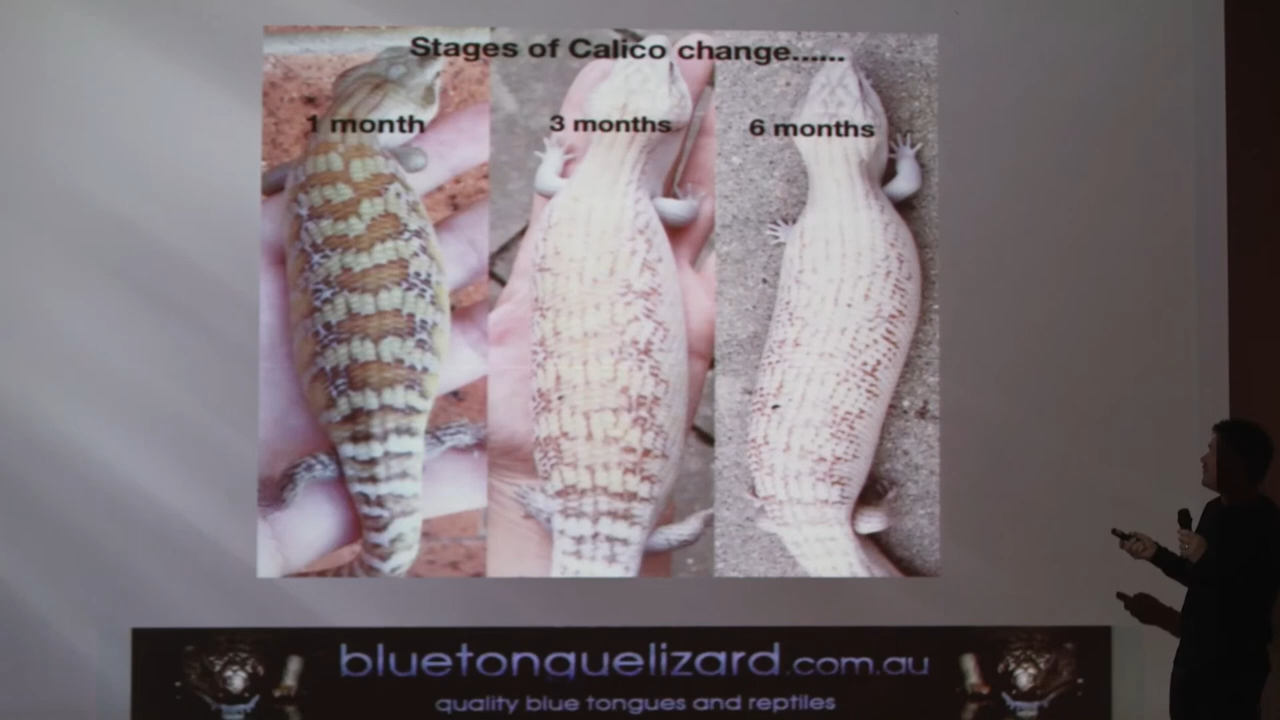 Stages of Calico change......
1 month
3 months
6 months
bluetonguelizard.com.au
quality blue tongues and reptiles